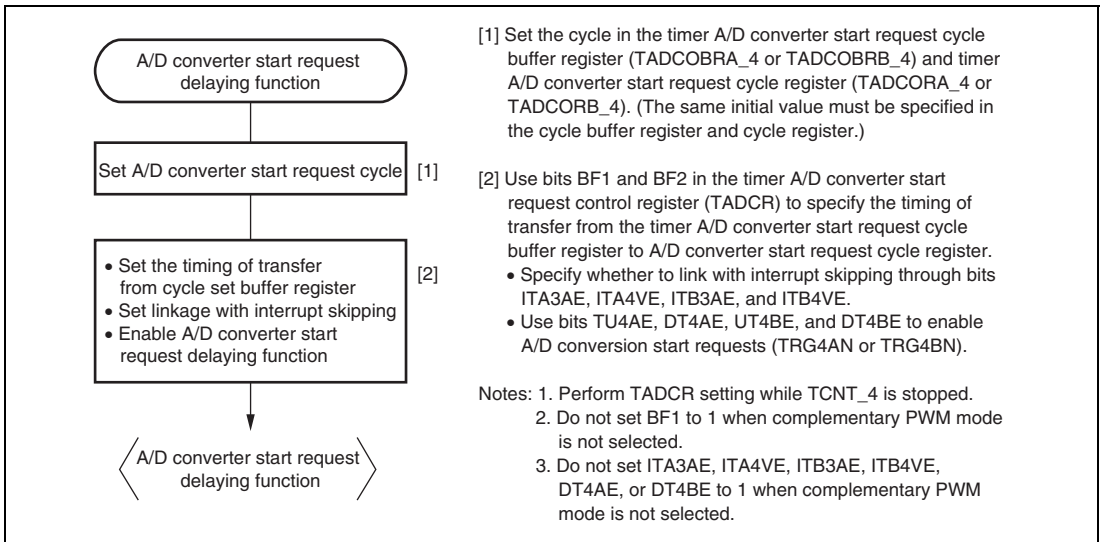 A/D converter start request
delaying function
Set A/D converter start request cycle
[1]
• Set the timing of transfer
from cycle set buffer register
• Set linkage with interrupt skipping
• Enable A/D converter start
request delaying function
[2]
A/D converter start request
delaying function
[1] Set the cycle in the timer A/D converter start request cycle
buffer register (TADCOBRA_4 or TADCOBRB_4) and timer
A/D converter start request cycle register (TADCORA_4 or
TADCORB_4). (The same initial value must be specified in
the cycle buffer register and cycle register.)
[2] Use bits BF1 and BF2 in the timer A/D converter start
request control register (TADCR) to specify the timing of
transfer from the timer A/D converter start request cycle
buffer register to A/D converter start request cycle register.
• Specify whether to link with interrupt skipping through bits
ITA3AE, ITA4VE, ITB3AE, and ITB4VE.
• Use bits TU4AE, DT4AE, UT4BE, and DT4BE to enable
A/D conversion start requests (TRG4AN or TRG4BN).
Notes: 1. Perform TADCR setting while TCNT_4 is stopped.
2. Do not set BF1 to 1 when complementary PWM mode
is not selected.
3. Do not set ITA3AE, ITA4VE, ITB3AE, ITB4VE,
DT4AE, or DT4BE to 1 when complementary PWM
mode is not selected.